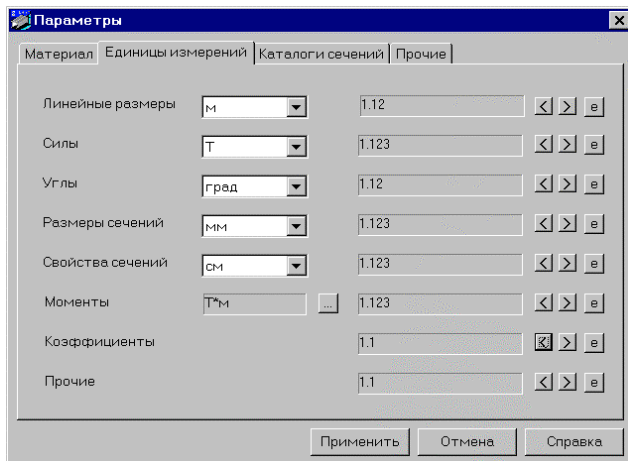 Параметры
Материал Единицы измерений Каталоги сечений Прочие
Линейные размеры м 1.12 < > e
Силы Т 1.123 < > e
Углы град 1.12 < > e
Размеры сечений мм 1.123 < > e
Свойства сечений см 1.123 < > e
Моменты Т*м ... 1.123 < > e
Коэффициенты 1.1 < > e
Прочие 1.1 < > e
Применить Отмена Справка